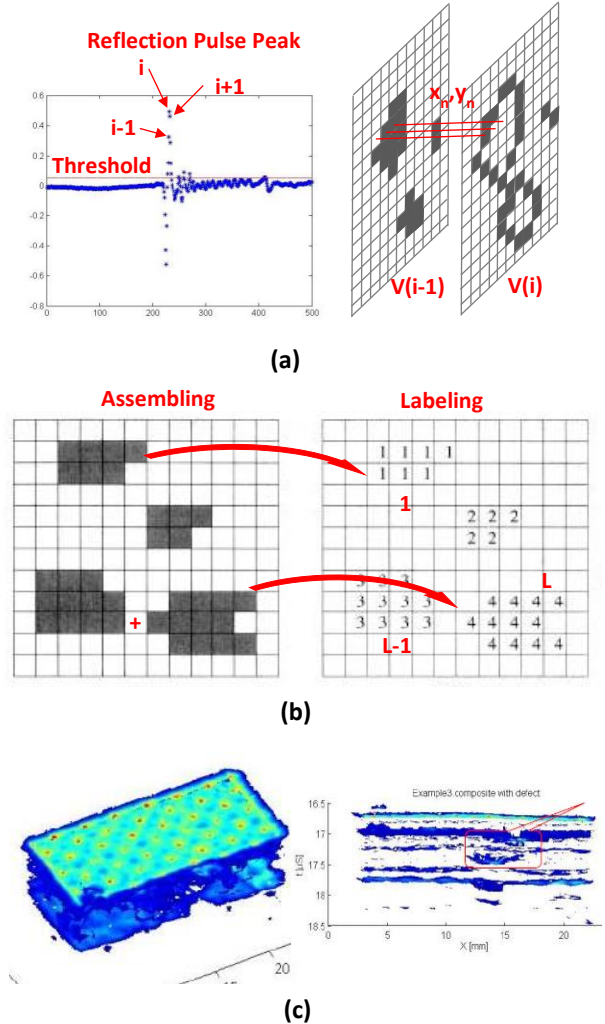 Reflection Pulse Peak
i
i+1
i-1
Threshold
0.6
0.4
0.2
0
-0.2
-0.4
-0.6
-0.8
0 100 200 300 400 500
xn,yn
V(i-1)
V(i)
(a)
Assembling
Labeling
1 1 1 1
1 1 1
1
2 2 2
2 2
3 3 3
L
3 3 3 3 4 4 4 4
+
3 3 3 3 4 4 4 4
L-1
4 4 4 4
(b)
Example3.composite with defect
16.5
17
17.5
18
18.5
t [µS]
0 5 10 15 20
X [mm]
15
20
(c)